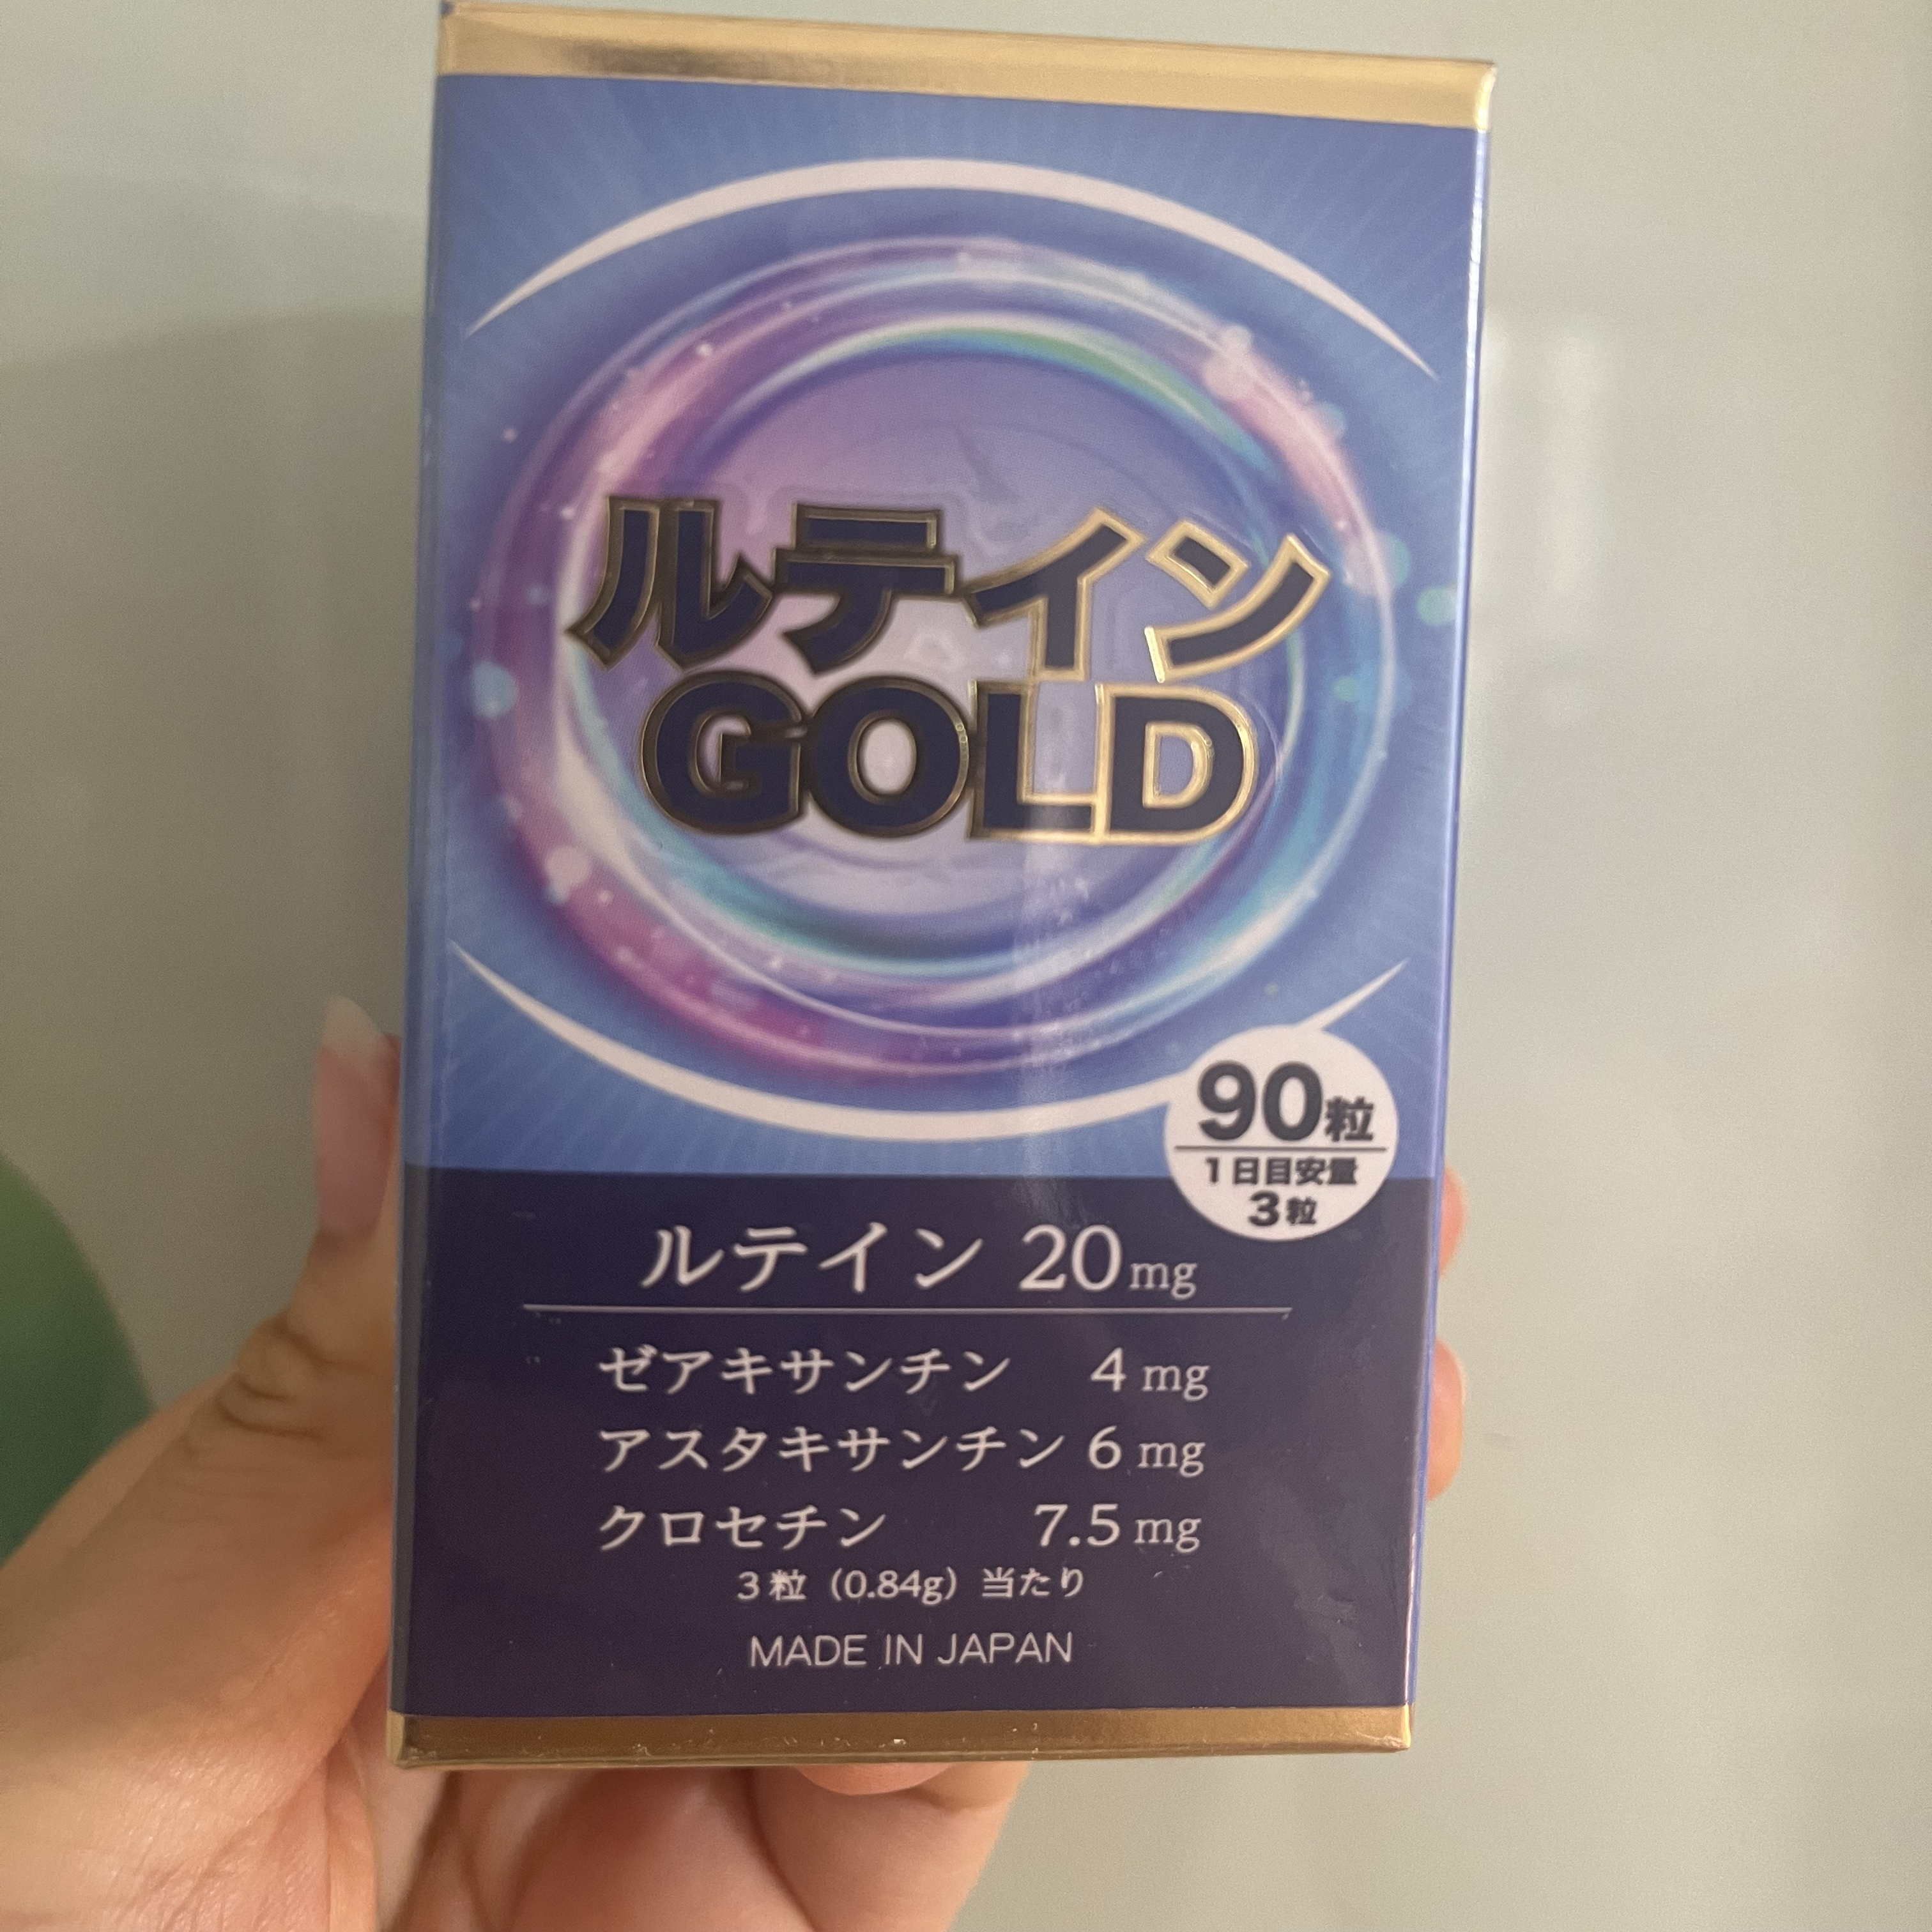 ルテイン
GOLD
90粒
1日目安量
3粒
ルテイン 20mg
ゼアキサンチン 4mg
アスタキサンチン 6mg
クロセチン 7.5mg
3粒（0.84g）当たり
MADE IN JAPAN